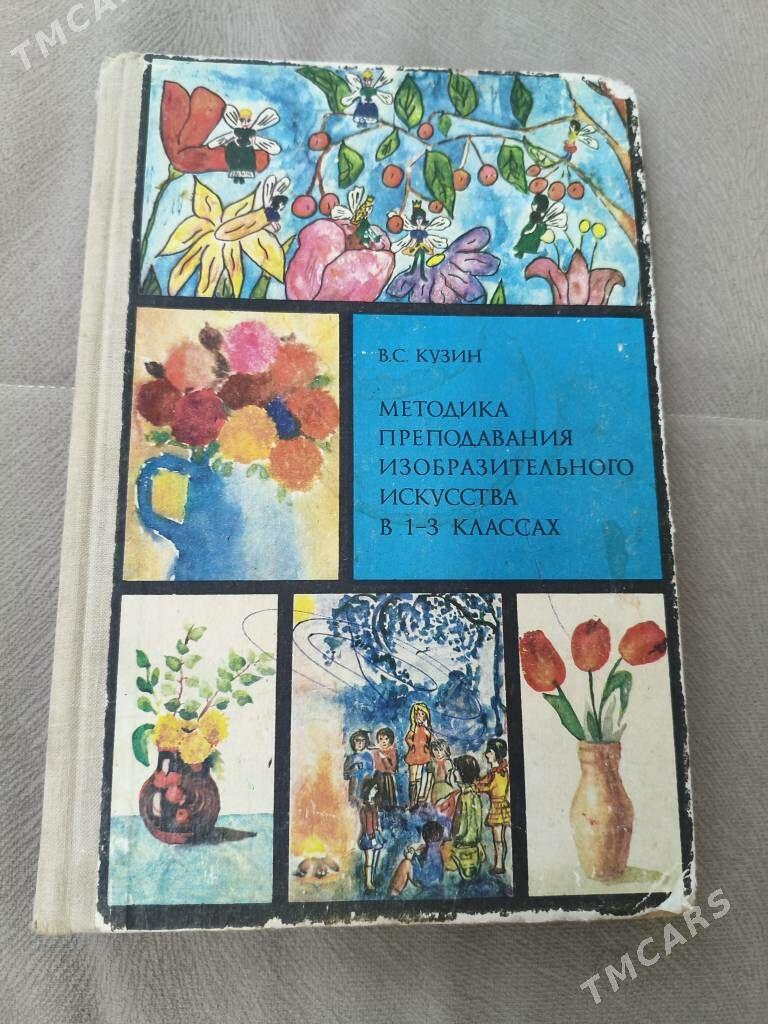 TMCARS
В.С. КУЗИН
МЕТОДИКА
ПРЕПОДАВАНИЯ
ИЗОБРАЗИТЕЛЬНОГО
ИСКУССТВА
В 1–3 КЛАССАХ
TMCARS